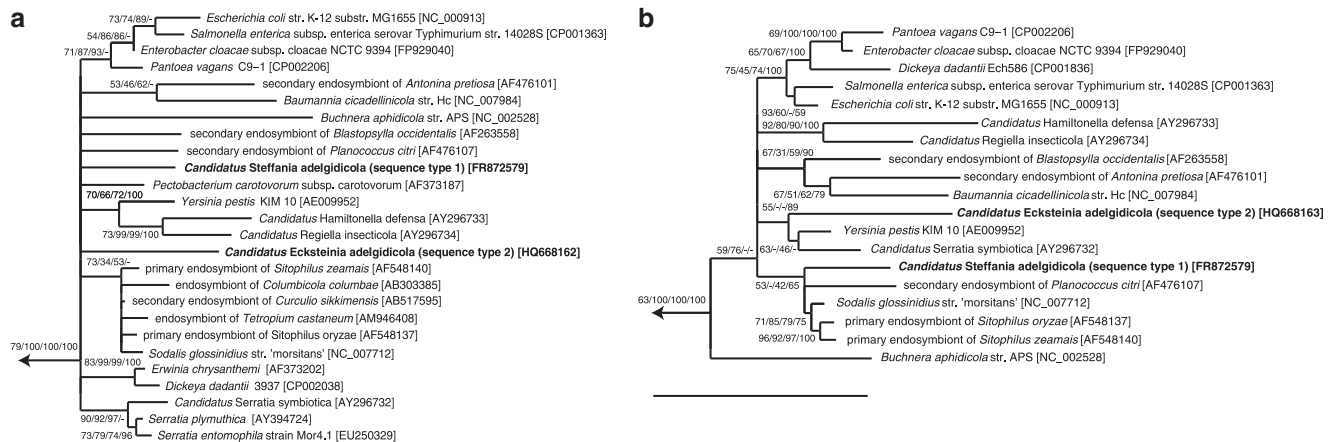 a
73/74/89/-
Escherichia coli str. K-12 substr. MG1655 [NC_000913]
54/86/86/-
Salmonella enterica subsp. enterica serovar Typhimurium str. 14028S [CP001363]
71/87/93/-
Enterobacter cloacae subsp. cloacae NCTC 9394 [FP929040]
Pantoea vagans C9–1 [CP002206]
53/46/62/-
secondary endosymbiont of Antonina pretiosa [AF476101]
Baumannia cicadellinicola str. Hc [NC_007984]
Buchnera aphidicola str. APS [NC_002528]
secondary endosymbiont of Blastopsylla occidentalis [AF263558]
secondary endosymbiont of Planococcus citri [AF476107]
Candidatus Steffania adelgidicola (sequence type 1) [FR872579]
Pectobacterium carotovorum subsp. carotovorum [AF373187]
70/66/72/100
Yersinia pestis KIM 10 [AE009952]
Candidatus Hamiltonella defensa [AY296733]
73/99/99/100
Candidatus Regiella insecticola [AY296734]
Candidatus Ecksteinia adelgidicola (sequence type 2) [HQ668162]
73/34/53/-
primary endosymbiont of Sitophilus zeamais [AF548140]
endosymbiont of Columbicola columbae [AB303385]
secondary endosymbiont of Curculio sikkimensis [AB517595]
endosymbiont of Tetropium castaneum [AM946408]
primary endosymbiont of Sitophilus oryzae [AF548137]
79/100/100/100
Sodalis glossinidius str. 'morsitans' [NC_007712]
83/99/99/100
Erwinia chrysanthemi [AF373202]
Dickeya dadantii 3937 [CP002038]
Candidatus Serratia symbiotica [AY296732]
90/92/97/-
Serratia plymuthica [AY394724]
73/79/74/96
Serratia entomophila strain Mor4.1 [EU250329]
b
69/100/100/100
Pantoea vagans C9–1 [CP002206]
65/70/67/100
Enterobacter cloacae subsp. cloacae NCTC 9394 [FP929040]
75/45/74/100
Dickeya dadantii Ech586 [CP001836]
Salmonella enterica subsp. enterica serovar Typhimurium str. 14028S [CP001363]
Escherichia coli str. K-12 substr. MG1655 [NC_000913]
93/60/-/59
92/80/90/100
Candidatus Hamiltonella defensa [AY296733]
Candidatus Regiella insecticola [AY296734]
67/31/59/90
secondary endosymbiont of Blastopsylla occidentalis [AF263558]
secondary endosymbiont of Antonina pretiosa [AF476101]
67/51/62/79
Baumannia cicadellinicola str. Hc [NC_007984]
55/-/-/89
Candidatus Ecksteinia adelgidicola (sequence type 2) [HQ668163]
Yersinia pestis KIM 10 [AE009952]
59/76/-/-
63/-/46/-
Candidatus Serratia symbiotica [AY296732]
Candidatus Steffania adelgidicola (sequence type 1) [FR872579]
53/-/42/65
secondary endosymbiont of Planococcus citri [AF476107]
63/100/100/100
Sodalis glossinidius str. 'morsitans' [NC_007712]
71/85/79/75
primary endosymbiont of Sitophilus oryzae [AF548137]
96/92/97/100
primary endosymbiont of Sitophilus zeamais [AF548140]
Buchnera aphidicola str. APS [NC_002528]